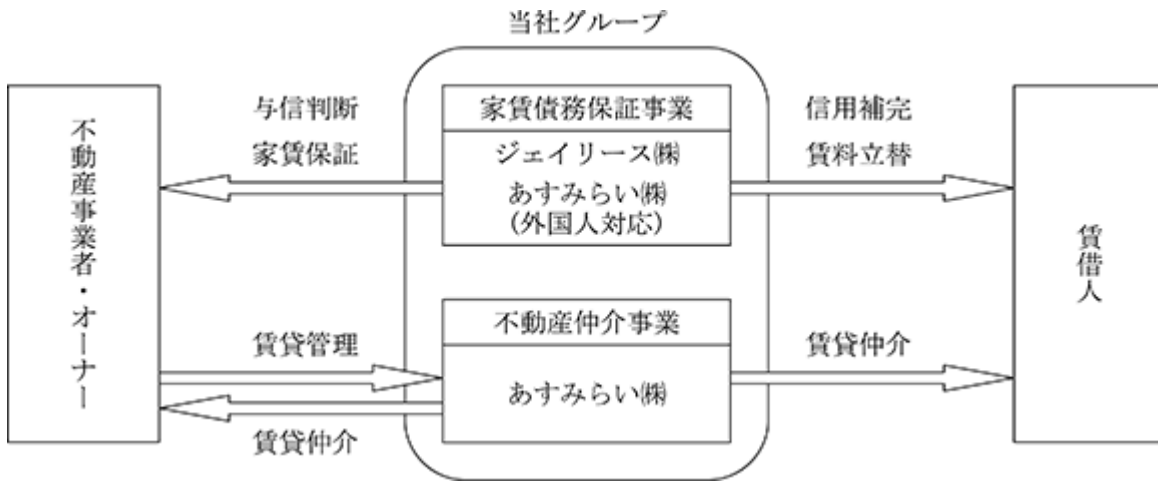 当社グループ
不動産事業者・オーナー
与信判断
家賃保証
家賃債務保証事業
ジェイリース㈱
あすみらい㈱
(外国人対応)
信用補完
賃料立替
賃借人
賃貸管理
賃貸仲介
不動産仲介事業
あすみらい㈱
賃貸仲介